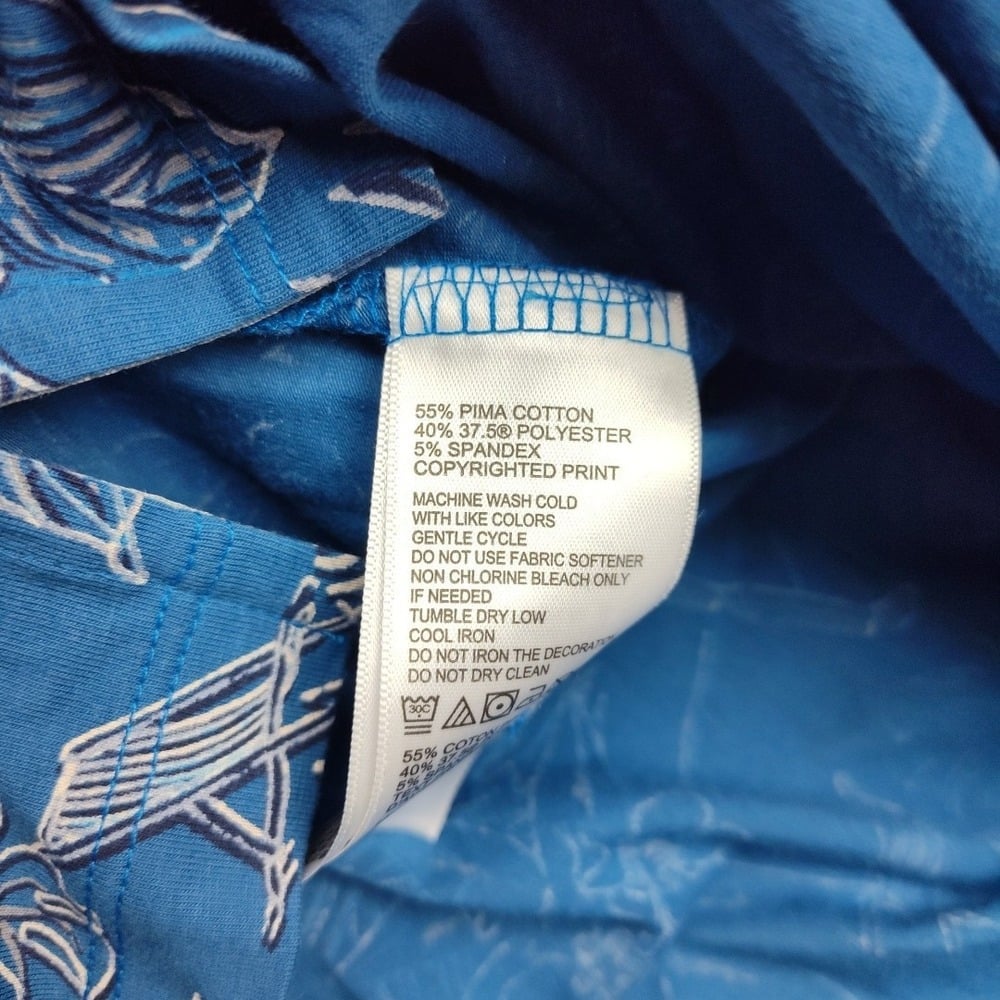 55% PIMA COTTON
40% 37.5® POLYESTER
5% SPANDEX
COPYRIGHTED PRINT
MACHINE WASH COLD
WITH LIKE COLORS
GENTLE CYCLE
DO NOT USE FABRIC SOFTENER
NON CHLORINE BLEACH ONLY
IF NEEDED
TUMBLE DRY LOW
COOL IRON
DO NOT IRON THE
DO NOT DRY CLEAN
30C
55%
40%
5%